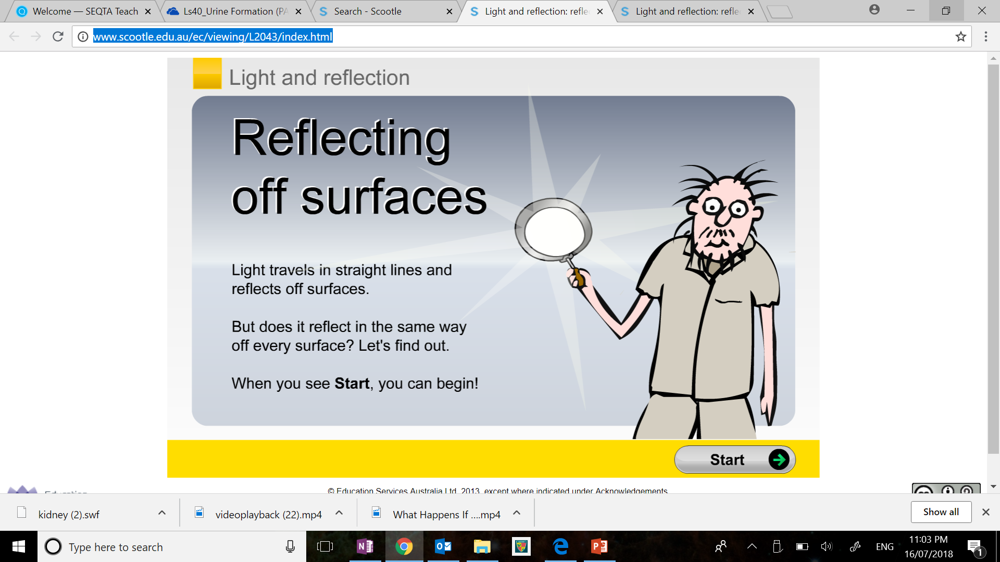 Welcome — SEQTA Teach
Ls40_Urine Formation (PA
Search - Scootle
Light and reflection: refle
Light and reflection: refle
www.scootle.edu.au/ec/viewing/L2043/index.html
Light and reflection
Reflecting
off surfaces
Light travels in straight lines and
reflects off surfaces.
But does it reflect in the same way
off every surface? Let's find out.
When you see Start, you can begin!
Start
Education
© Education Services Australia Ltd, 2013, except where indicated under Acknowledgements
kidney (2).swf
videoplayback (22).mp4
What Happens If ....mp4
Show all
Type here to search
ENG
11:03 PM
16/07/2018
1